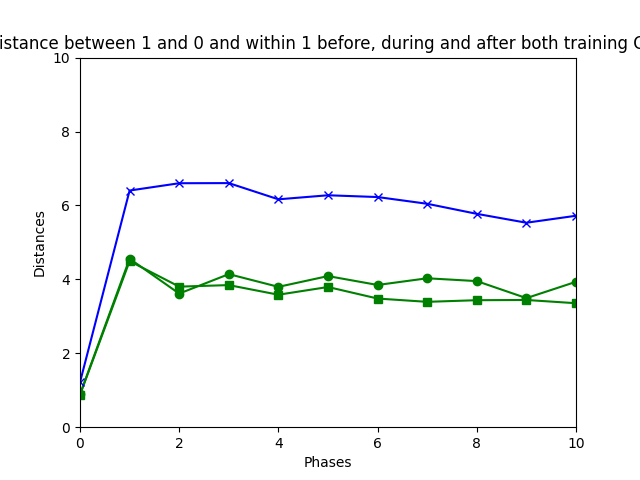 istance between 1 and 0 and within 1 before, during and after both training
10
8
6
4
2
0
Distances
0 2 4 6 8 10
Phases